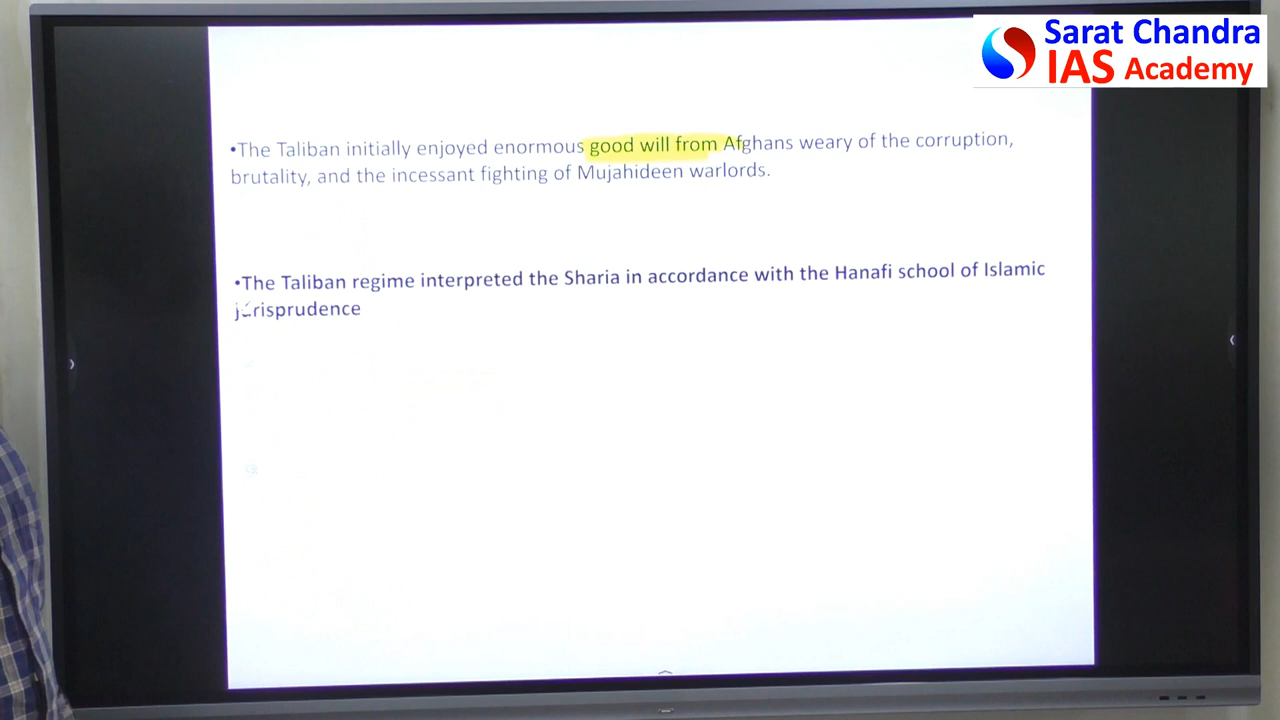 Sarat Chandra
IAS Academy
•The Taliban initially enjoyed enormous good will from Afghans weary of the corruption,
brutality, and the incessant fighting of Mujahideen warlords.
•The Taliban regime interpreted the Sharia in accordance with the Hanafi school of Islamic
jurisprudence